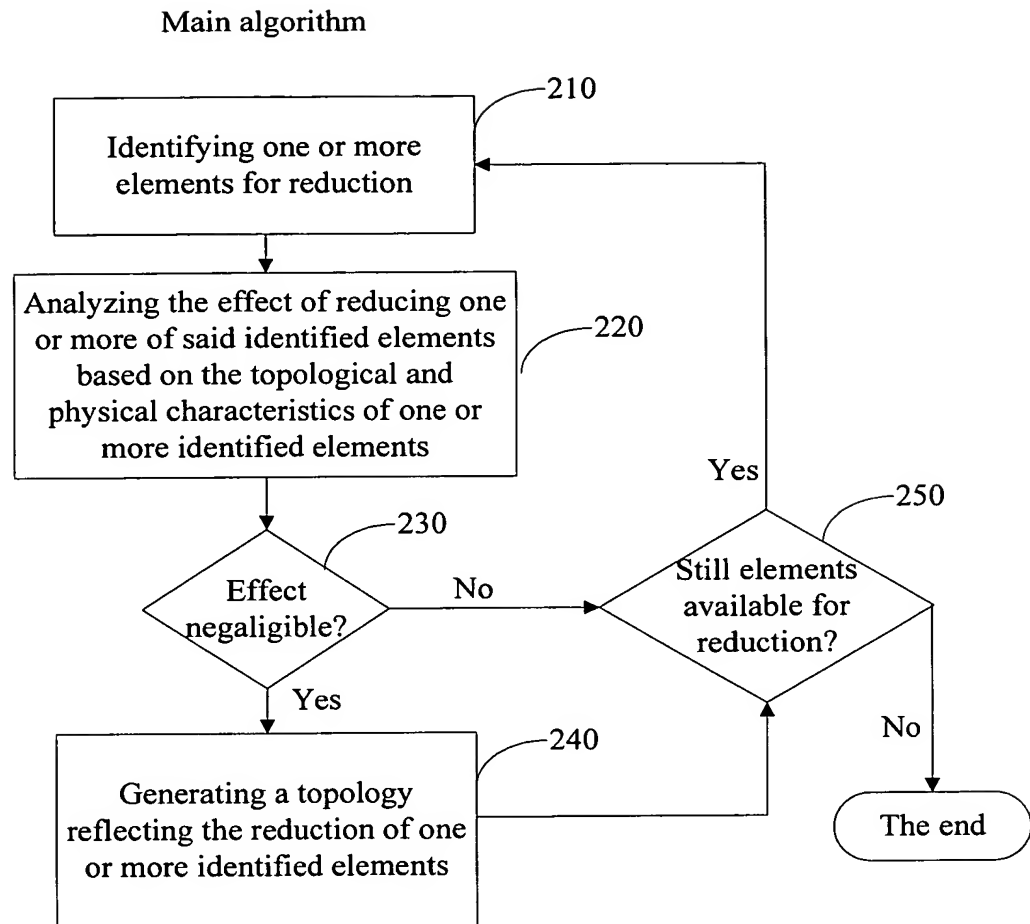 Main algorithm
210
Identifying one or more
elements for reduction
Analyzing the effect of reducing one
or more of said identified elements
based on the topological and
physical characteristics of one or
more identified elements
220
Yes
250
230
Effect
negaligible?
No
Still elements
available for
reduction?
Yes
240
No
Generating a topology
reflecting the reduction of one
or more identified elements
The end